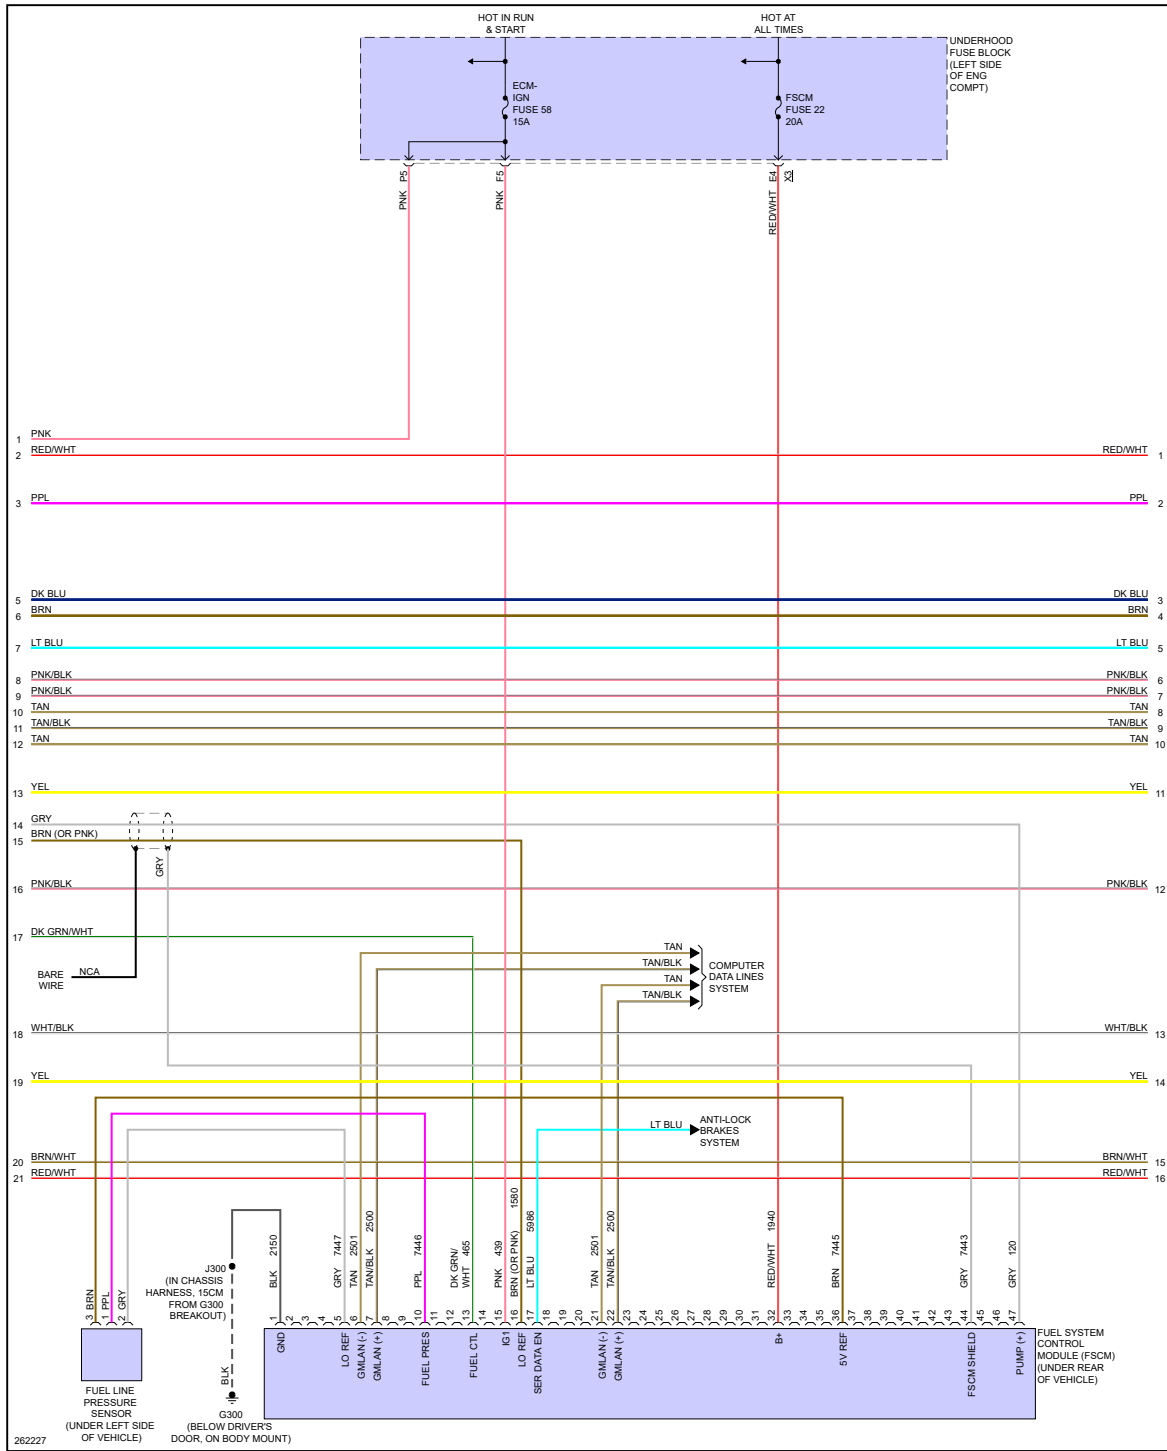 HOT IN RUN
& START
HOT AT
ALL TIMES
UNDERHOOD
FUSE BLOCK
(LEFT SIDE
OF ENG
COMPT)
ECM-
IGN
FUSE 58
15A
FSCM
FUSE 22
20A
P5
F5
E4
X3
PNK
PNK
RED/WHT
1 PNK
2 RED/WHT RED/WHT 1
3 PPL PPL 2
5 DK BLU DK BLU 3
6 BRN BRN 4
7 LT BLU LT BLU 5
8 PNK/BLK PNK/BLK 6
9 PNK/BLK PNK/BLK 7
10 TAN TAN 8
11 TAN/BLK TAN/BLK 9
12 TAN TAN 10
13 YEL YEL 11
14 GRY
15 BRN (OR PNK)
GRY
16 PNK/BLK PNK/BLK 12
17 DK GRN/WHT
TAN
TAN/BLK
TAN
TAN/BLK
COMPUTER
DATA LINES
SYSTEM
BARE
WIRE
NCA
18 WHT/BLK WHT/BLK 13
19 YEL YEL 14
LT BLU
ANTI-LOCK
BRAKES
SYSTEM
20 BRN/WHT BRN/WHT 15
21 RED/WHT RED/WHT 16
J300
(IN CHASSIS
HARNESS, 15CM
FROM G300
BREAKOUT)
BLK
G300
(BELOW DRIVER'S
DOOR, ON BODY MOUNT)
3 BRN
1 PPL
2 GRY
FUEL LINE
PRESSURE
SENSOR
(UNDER LEFT SIDE
OF VEHICLE)
BLK 2150
GRY 7447
TAN 2501
TAN/BLK 2500
PPL 7446
DK GRN/
WHT 465
PNK 439
BRN (OR PNK) 1580
LT BLU 5986
TAN 2501
TAN/BLK 2500
RED/WHT 1940
BRN 7445
GRY 7443
GRY 120
1 2 3 4 5 6 7 8 9 10 11 12 13 14 15 16 17 18 19 20 21 22 23 24 25 26 27 28 29 30 31 32 33 34 35 36 37 38 39 40 41 42 43 44 45 46 47
GND
LO REF
GMLAN (-)
GMLAN (+)
FUEL PRES
FUEL CTL
IG1
LO REF
SER DATA EN
GMLAN (-)
GMLAN (+)
B+
5V REF
FSCM SHIELD
PUMP (+)
FUEL SYSTEM
CONTROL
MODULE (FSCM)
(UNDER REAR
OF VEHICLE)
262227